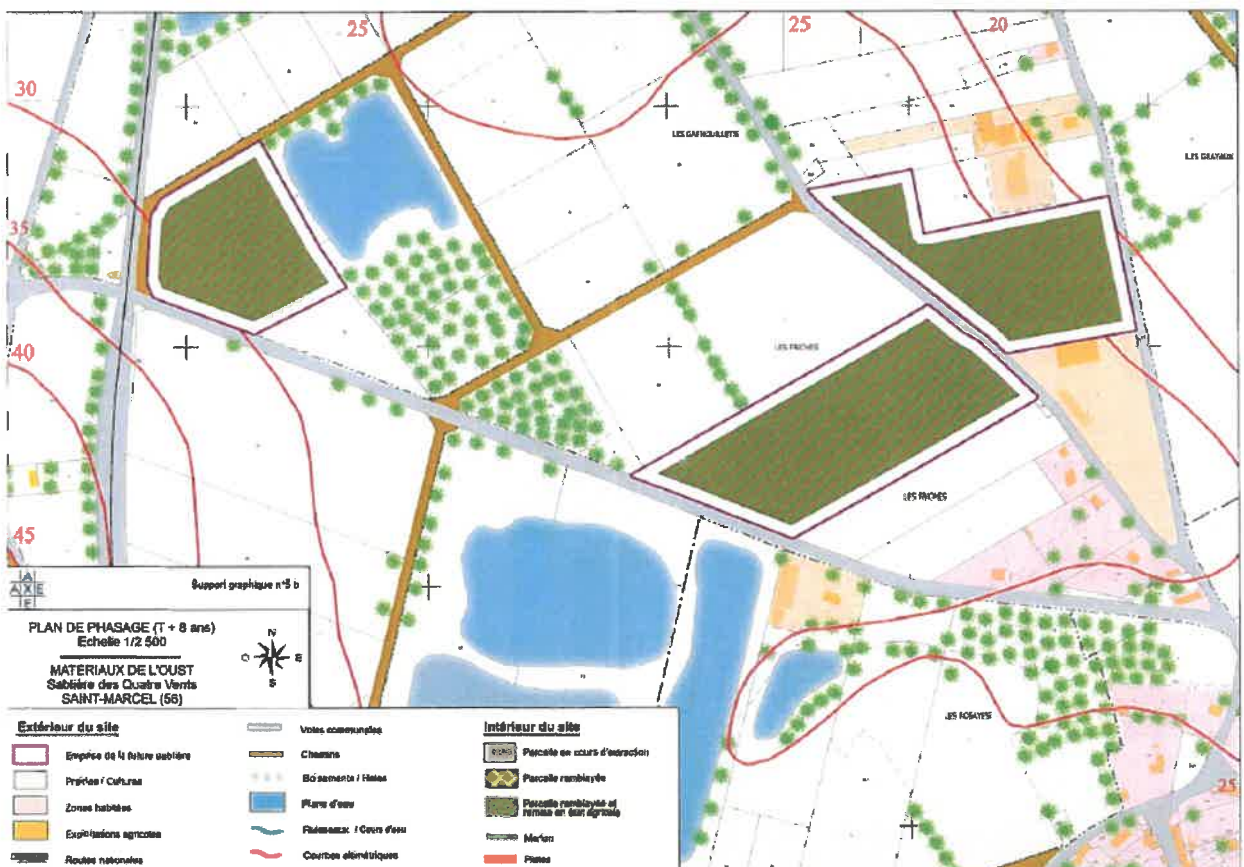 25
25
20
30
LES GAFNOUILLETS
LES GRAYAUX
35
40
LES FRICHES
LES FRICHES
45
AXE
Support graphique n°5 b
PLAN DE PHASAGE (T + 8 ans)
Echelle 1/2 500
MATERIAUX DE L'OUST
Sablière des Quatre Vents
SAINT-MARCEL (56)
N
O
E
S
LES ROSAYES
25
Extérieur du site
Emprise de la future sablière
Prairies / Cultures
Zones habitées
Exploitations agricoles
Routes nationales
Voies communales
Chemins
Boisements / Haies
Plans d'eau
Ruisseaux / Cours d'eau
Courbes altimétriques
Intérieur du site
Parcelle en cours d'extraction
Parcelle remblayée
Parcelle remblayée et
remise en état agricole
Merlon
Pistes